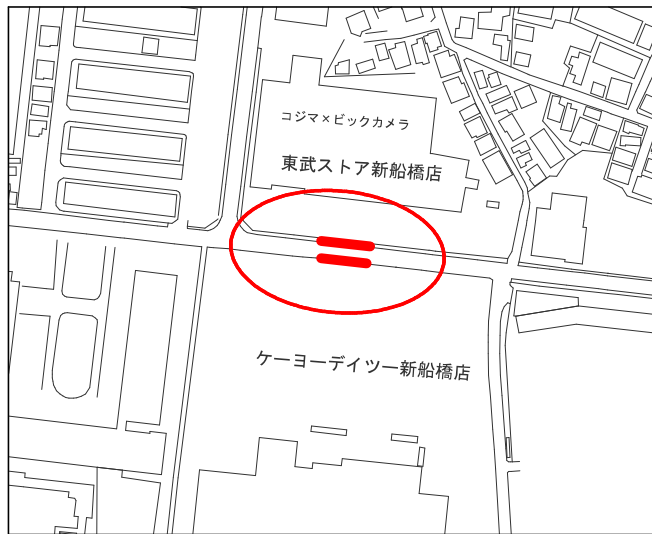 コジマ×ビックカメラ
東武ストア新船橋店
ケーヨーデイツー新船橋店